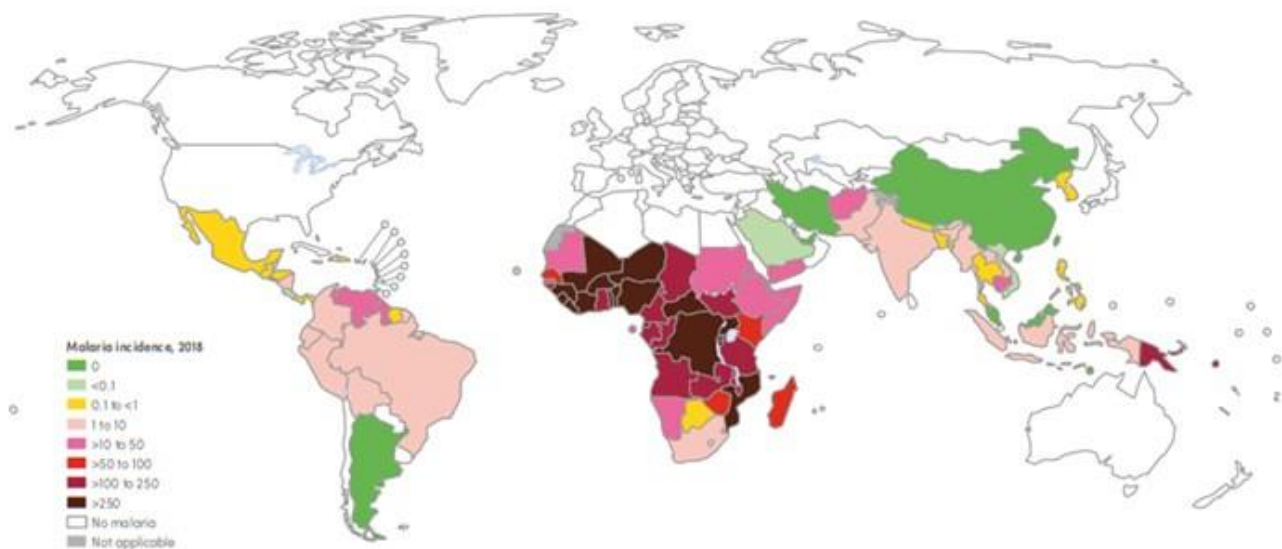 Malaria incidence, 2018
0
<0.1
0.1 to <1
1 to 10
>10 to 50
>50 to 100
>100 to 250
>250
No malaria
Not applicable